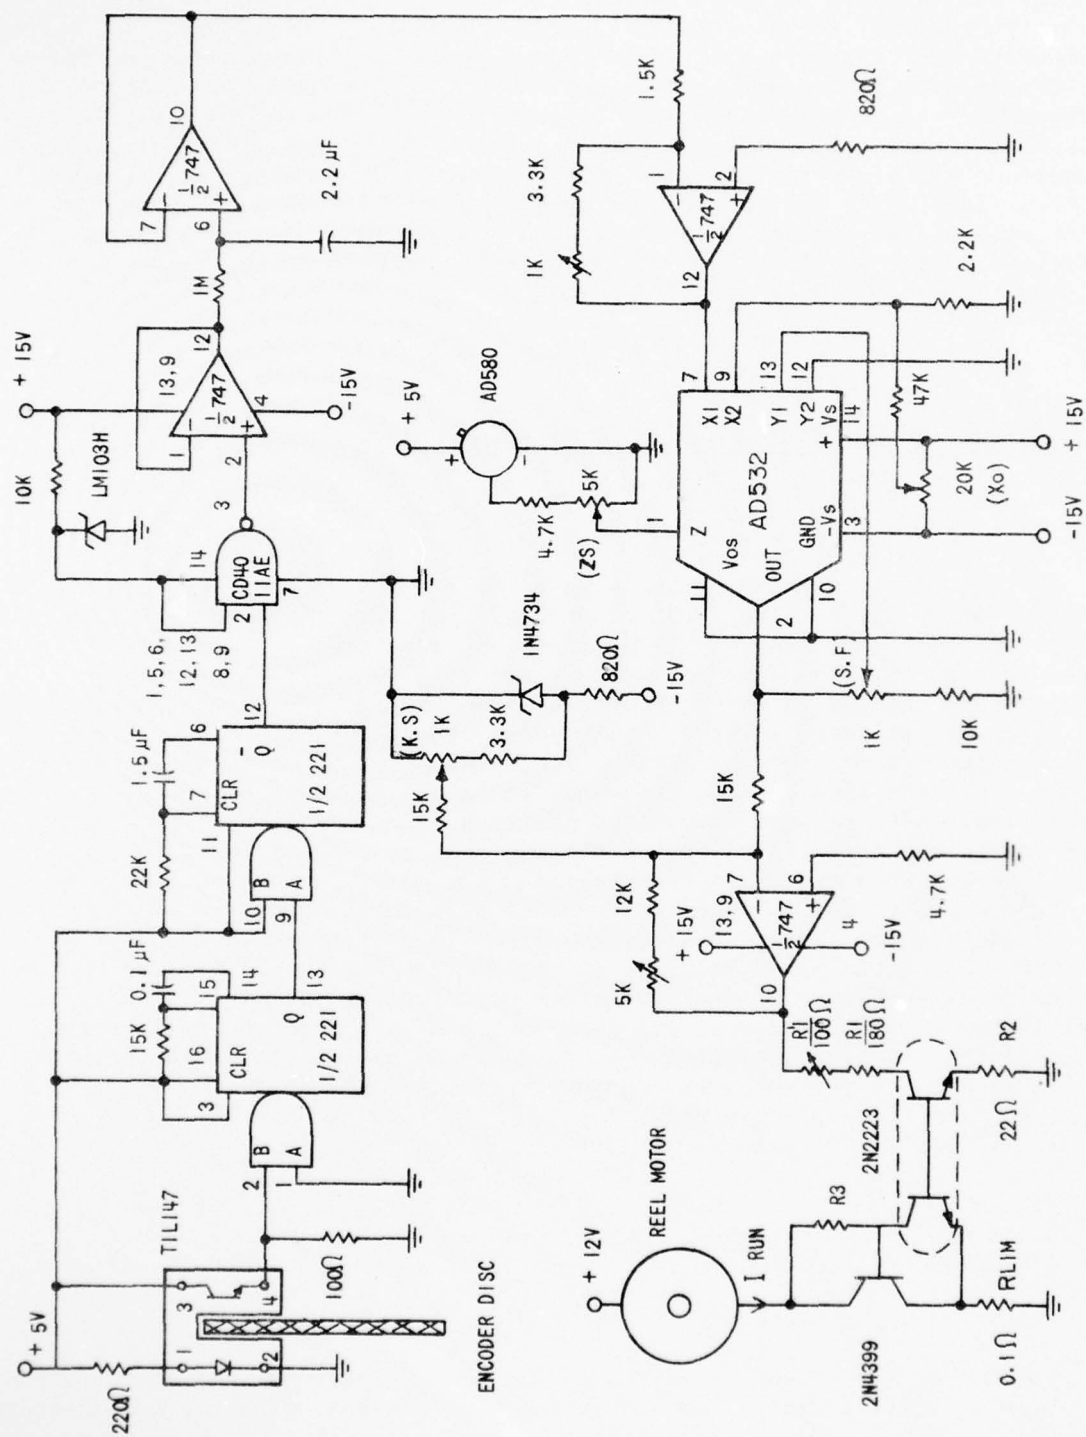 + 5V
220Ω
TIL147
1
2
3
4
100Ω
ENCODER DISC
2
1
B
A
3
16
CLR
15K
0.1 µF
15
14
Q
13
1/2 221
10
9
B
A
22K
1.5 µF
11
7
6
CLR
Q̅
12
1/2 221
1, 5, 6,
12, 13
8, 9
2
14
CD40
11AE
7
3
10K
LM103H
+ 15V
1
2
13, 9
½ 747
12
4
-15V
1M
7
6
½ 747
10
2.2 µF
1.5K
3.3K
1K
1
2
½ 747
12
820Ω
+ 5V
AD580
+
-
4.7K
5K
(ZS)
1
Z
7
X1
9
X2
13
Y1
12
Y2
14
+ Vs
AD532
Vos
11
OUT
2
GND
10
-Vs
3
2.2K
47K
20K
(Xo)
-15V
+ 15V
(S.F)
1K
10K
(K.S)
1K
3.3K
1N4734
820Ω
-15V
15K
15K
12K
5K
+ 15V
13, 9
7
6
½ 747
4
-15V
10
4.7K
R'1
100Ω
R1
180Ω
2N2223
R2
22Ω
+ 12V
REEL MOTOR
I RUN
R3
2N4399
RLIM
0.1Ω